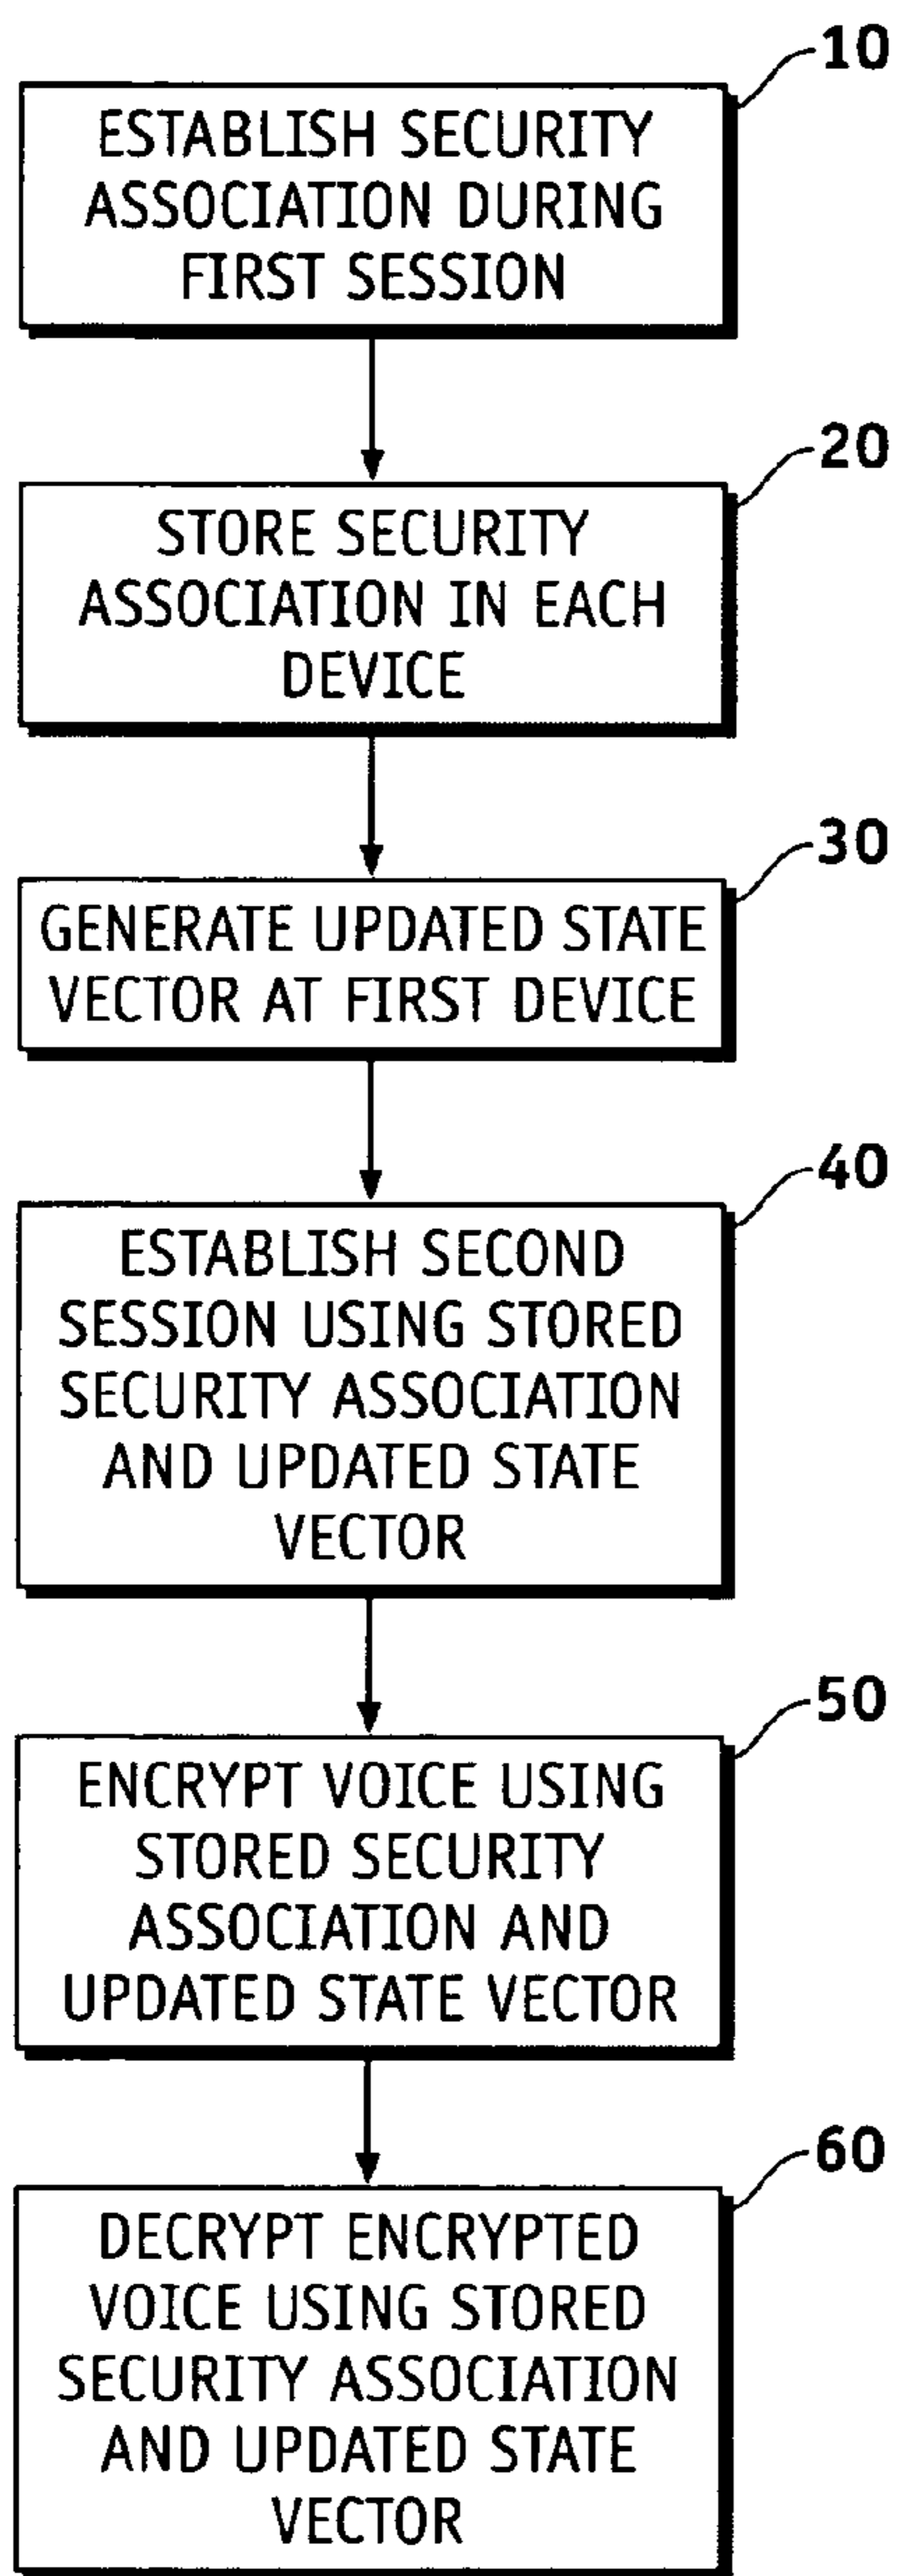 10
ESTABLISH SECURITY
ASSOCIATION DURING
FIRST SESSION
20
STORE SECURITY
ASSOCIATION IN EACH
DEVICE
30
GENERATE UPDATED STATE
VECTOR AT FIRST DEVICE
40
ESTABLISH SECOND
SESSION USING STORED
SECURITY ASSOCIATION
AND UPDATED STATE
VECTOR
50
ENCRYPT VOICE USING
STORED SECURITY
ASSOCIATION AND
UPDATED STATE VECTOR
60
DECRYPT ENCRYPTED
VOICE USING STORED
SECURITY ASSOCIATION
AND UPDATED STATE
VECTOR